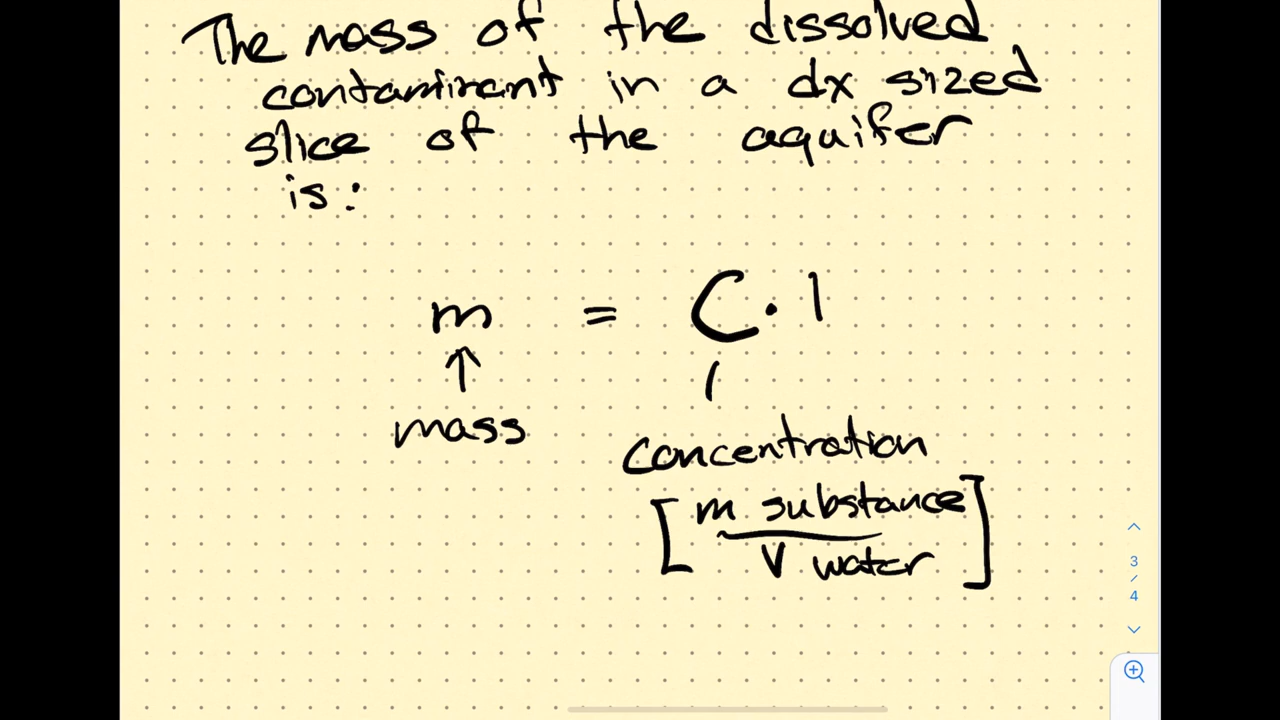 The mass of the dissolved
contaminant in a dx sized
slice of the aquifer
is:
m = C · 1
↑
mass
concentration
[m substance
V water]
3
/
4